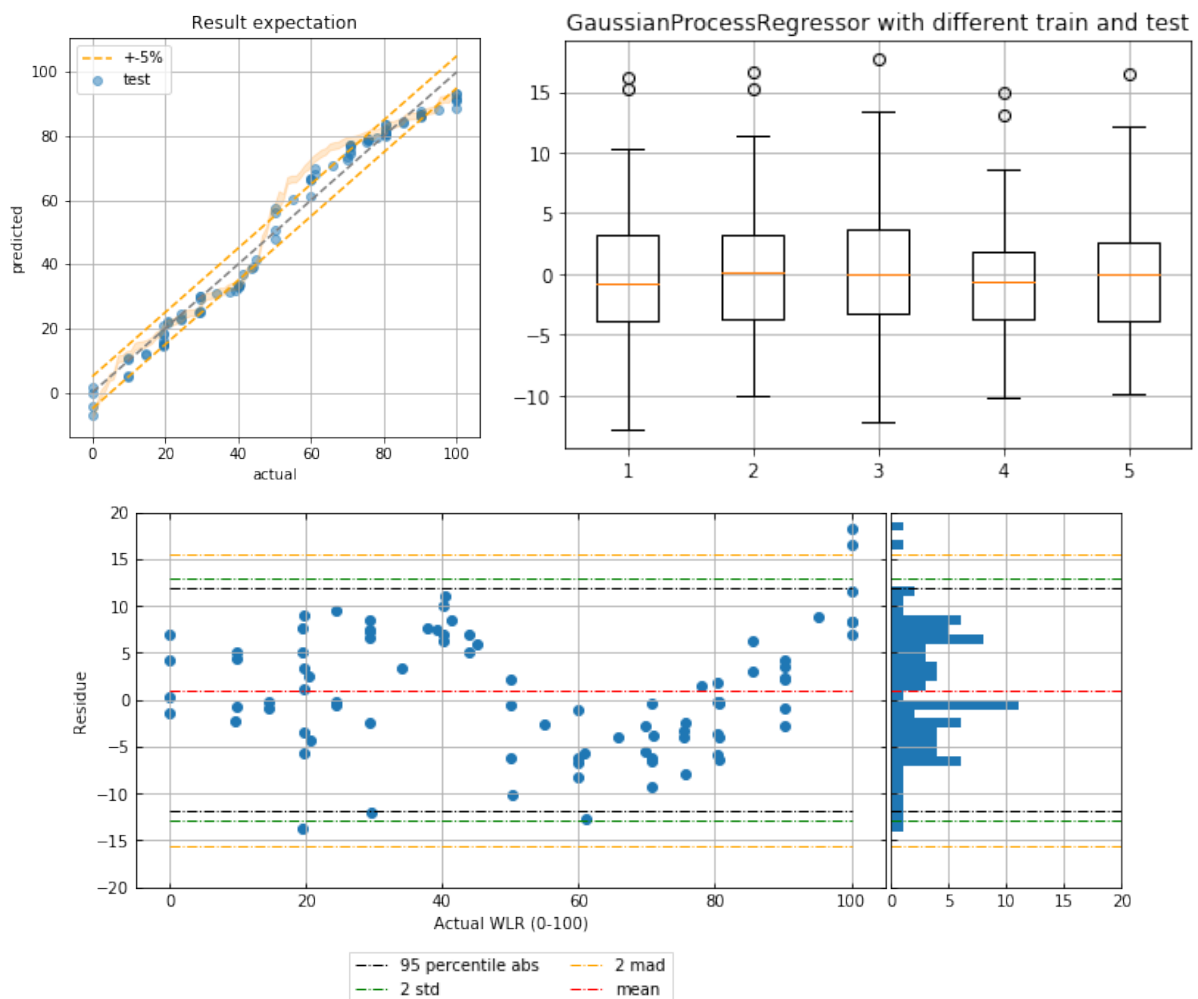 Result expectation
+-5%
test
100
80
60
40
20
0
predicted
0 20 40 60 80 100
actual
GaussianProcessRegressor with different train and test
15
10
5
0
−5
−10
1 2 3 4 5
20
15
10
5
0
−5
−10
−15
−20
Residue
0 20 40 60 80 100
Actual WLR (0-100)
0 5 10 15 20
95 percentile abs
2 std
2 mad
mean